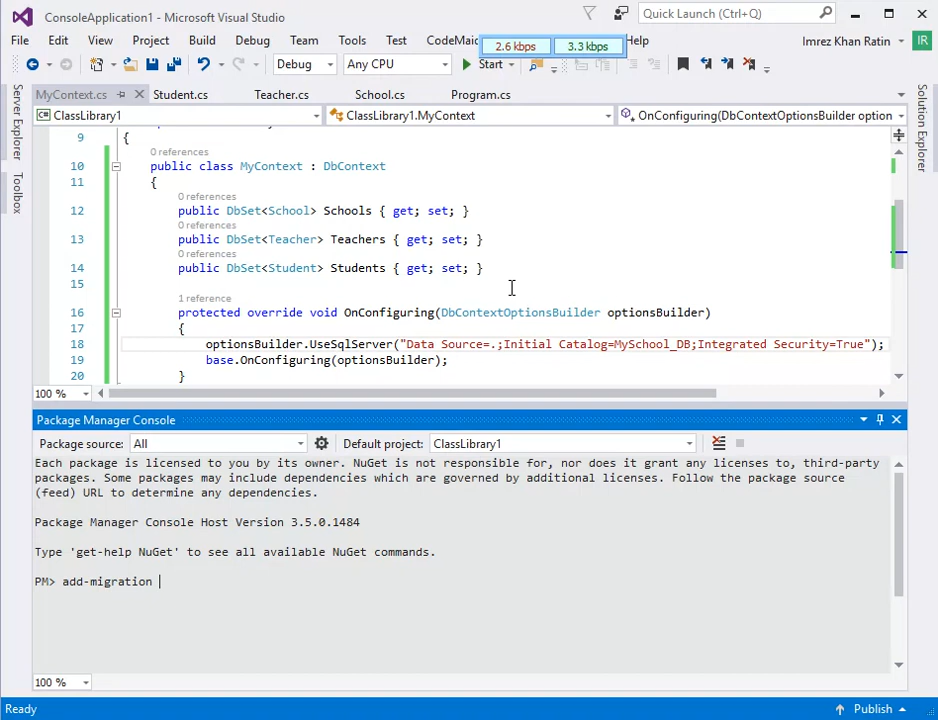 ConsoleApplication1 - Microsoft Visual Studio
Quick Launch (Ctrl+Q)
File Edit View Project Build Debug Team Tools Test CodeMaid 2.6 kbps 3.3 kbps Help
Imrez Khan Ratin IR
Debug Any CPU Start
Server Explorer
Toolbox
Solution Explorer
MyContext.cs Student.cs Teacher.cs School.cs Program.cs
ClassLibrary1 ClassLibrary1.MyContext OnConfiguring(DbContextOptionsBuilder option
9 {
0 references
10 public class MyContext : DbContext
11 {
0 references
12 public DbSet<School> Schools { get; set; }
0 references
13 public DbSet<Teacher> Teachers { get; set; }
0 references
14 public DbSet<Student> Students { get; set; }
15
1 reference
16 protected override void OnConfiguring(DbContextOptionsBuilder optionsBuilder)
17 {
18 optionsBuilder.UseSqlServer("Data Source=.;Initial Catalog=MySchool_DB;Integrated Security=True");
19 base.OnConfiguring(optionsBuilder);
20 }
100 %
Package Manager Console
Package source: All Default project: ClassLibrary1
Each package is licensed to you by its owner. NuGet is not responsible for, nor does it grant any licenses to, third-party
packages. Some packages may include dependencies which are governed by additional licenses. Follow the package source
(feed) URL to determine any dependencies.
Package Manager Console Host Version 3.5.0.1484
Type 'get-help NuGet' to see all available NuGet commands.
PM> add-migration
100 %
Ready Publish